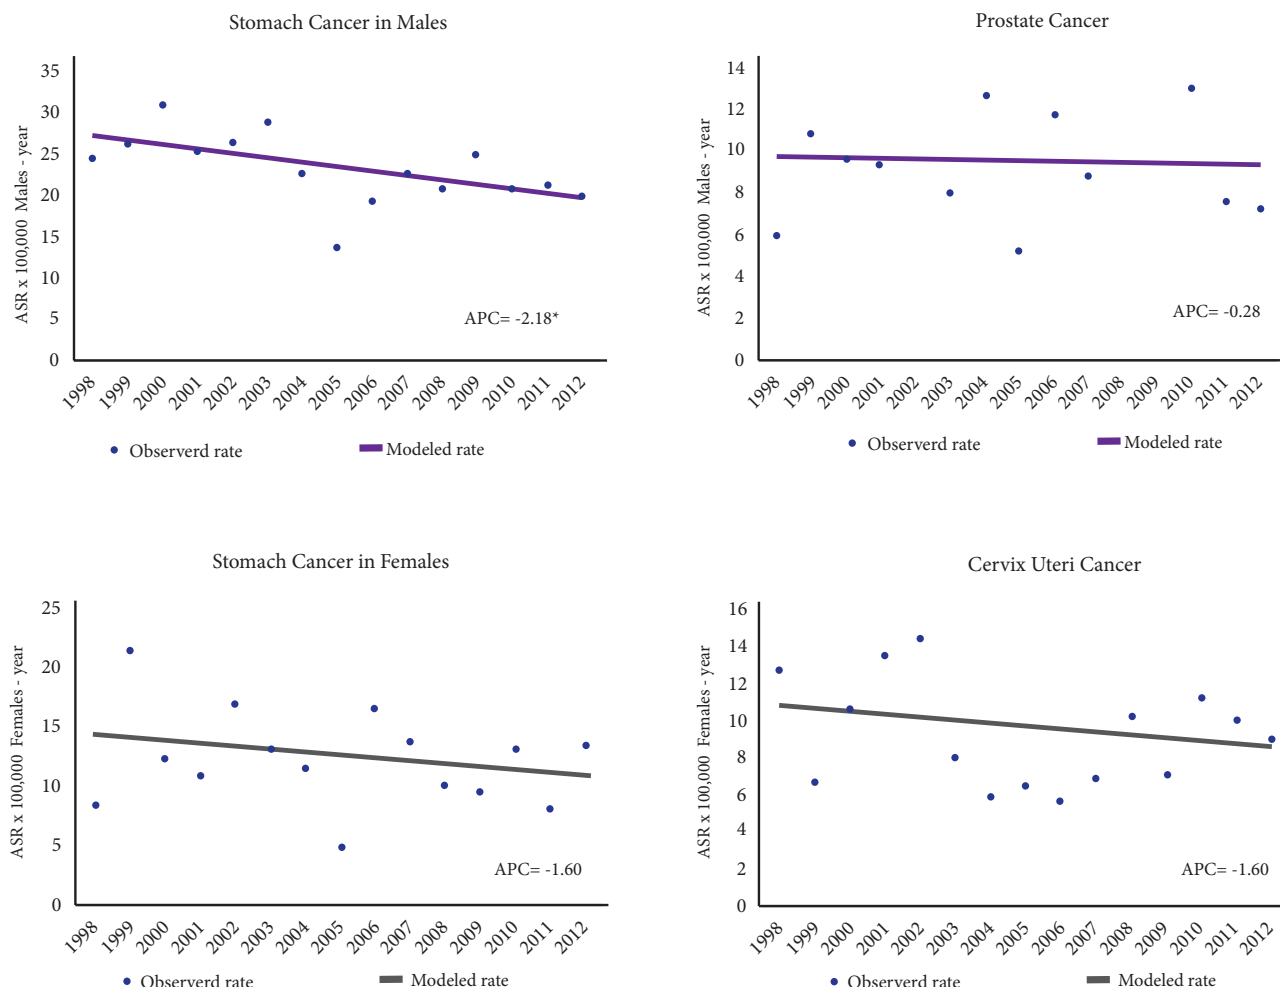 Stomach Cancer in Males
ASR x 100,000 Males - year
35
30
25
20
15
10
5
0
APC= -2.18*
1998 1999 2000 2001 2002 2003 2004 2005 2006 2007 2008 2009 2010 2011 2012
Observerd rate Modeled rate
Prostate Cancer
ASR x 100,000 Males - year
14
12
10
8
6
4
2
0
APC= -0.28
1998 1999 2000 2001 2002 2003 2004 2005 2006 2007 2008 2009 2010 2011 2012
Observerd rate Modeled rate
Stomach Cancer in Females
ASR x 100,000 Females - year
25
20
15
10
5
0
APC= -1.60
1998 1999 2000 2001 2002 2003 2004 2005 2006 2007 2008 2009 2010 2011 2012
Observerd rate Modeled rate
Cervix Uteri Cancer
ASR x 100,000 Females - year
16
14
12
10
8
6
4
2
0
APC= -1.60
1998 1999 2000 2001 2002 2003 2004 2005 2006 2007 2008 2009 2010 2011 2012
Observerd rate Modeled rate